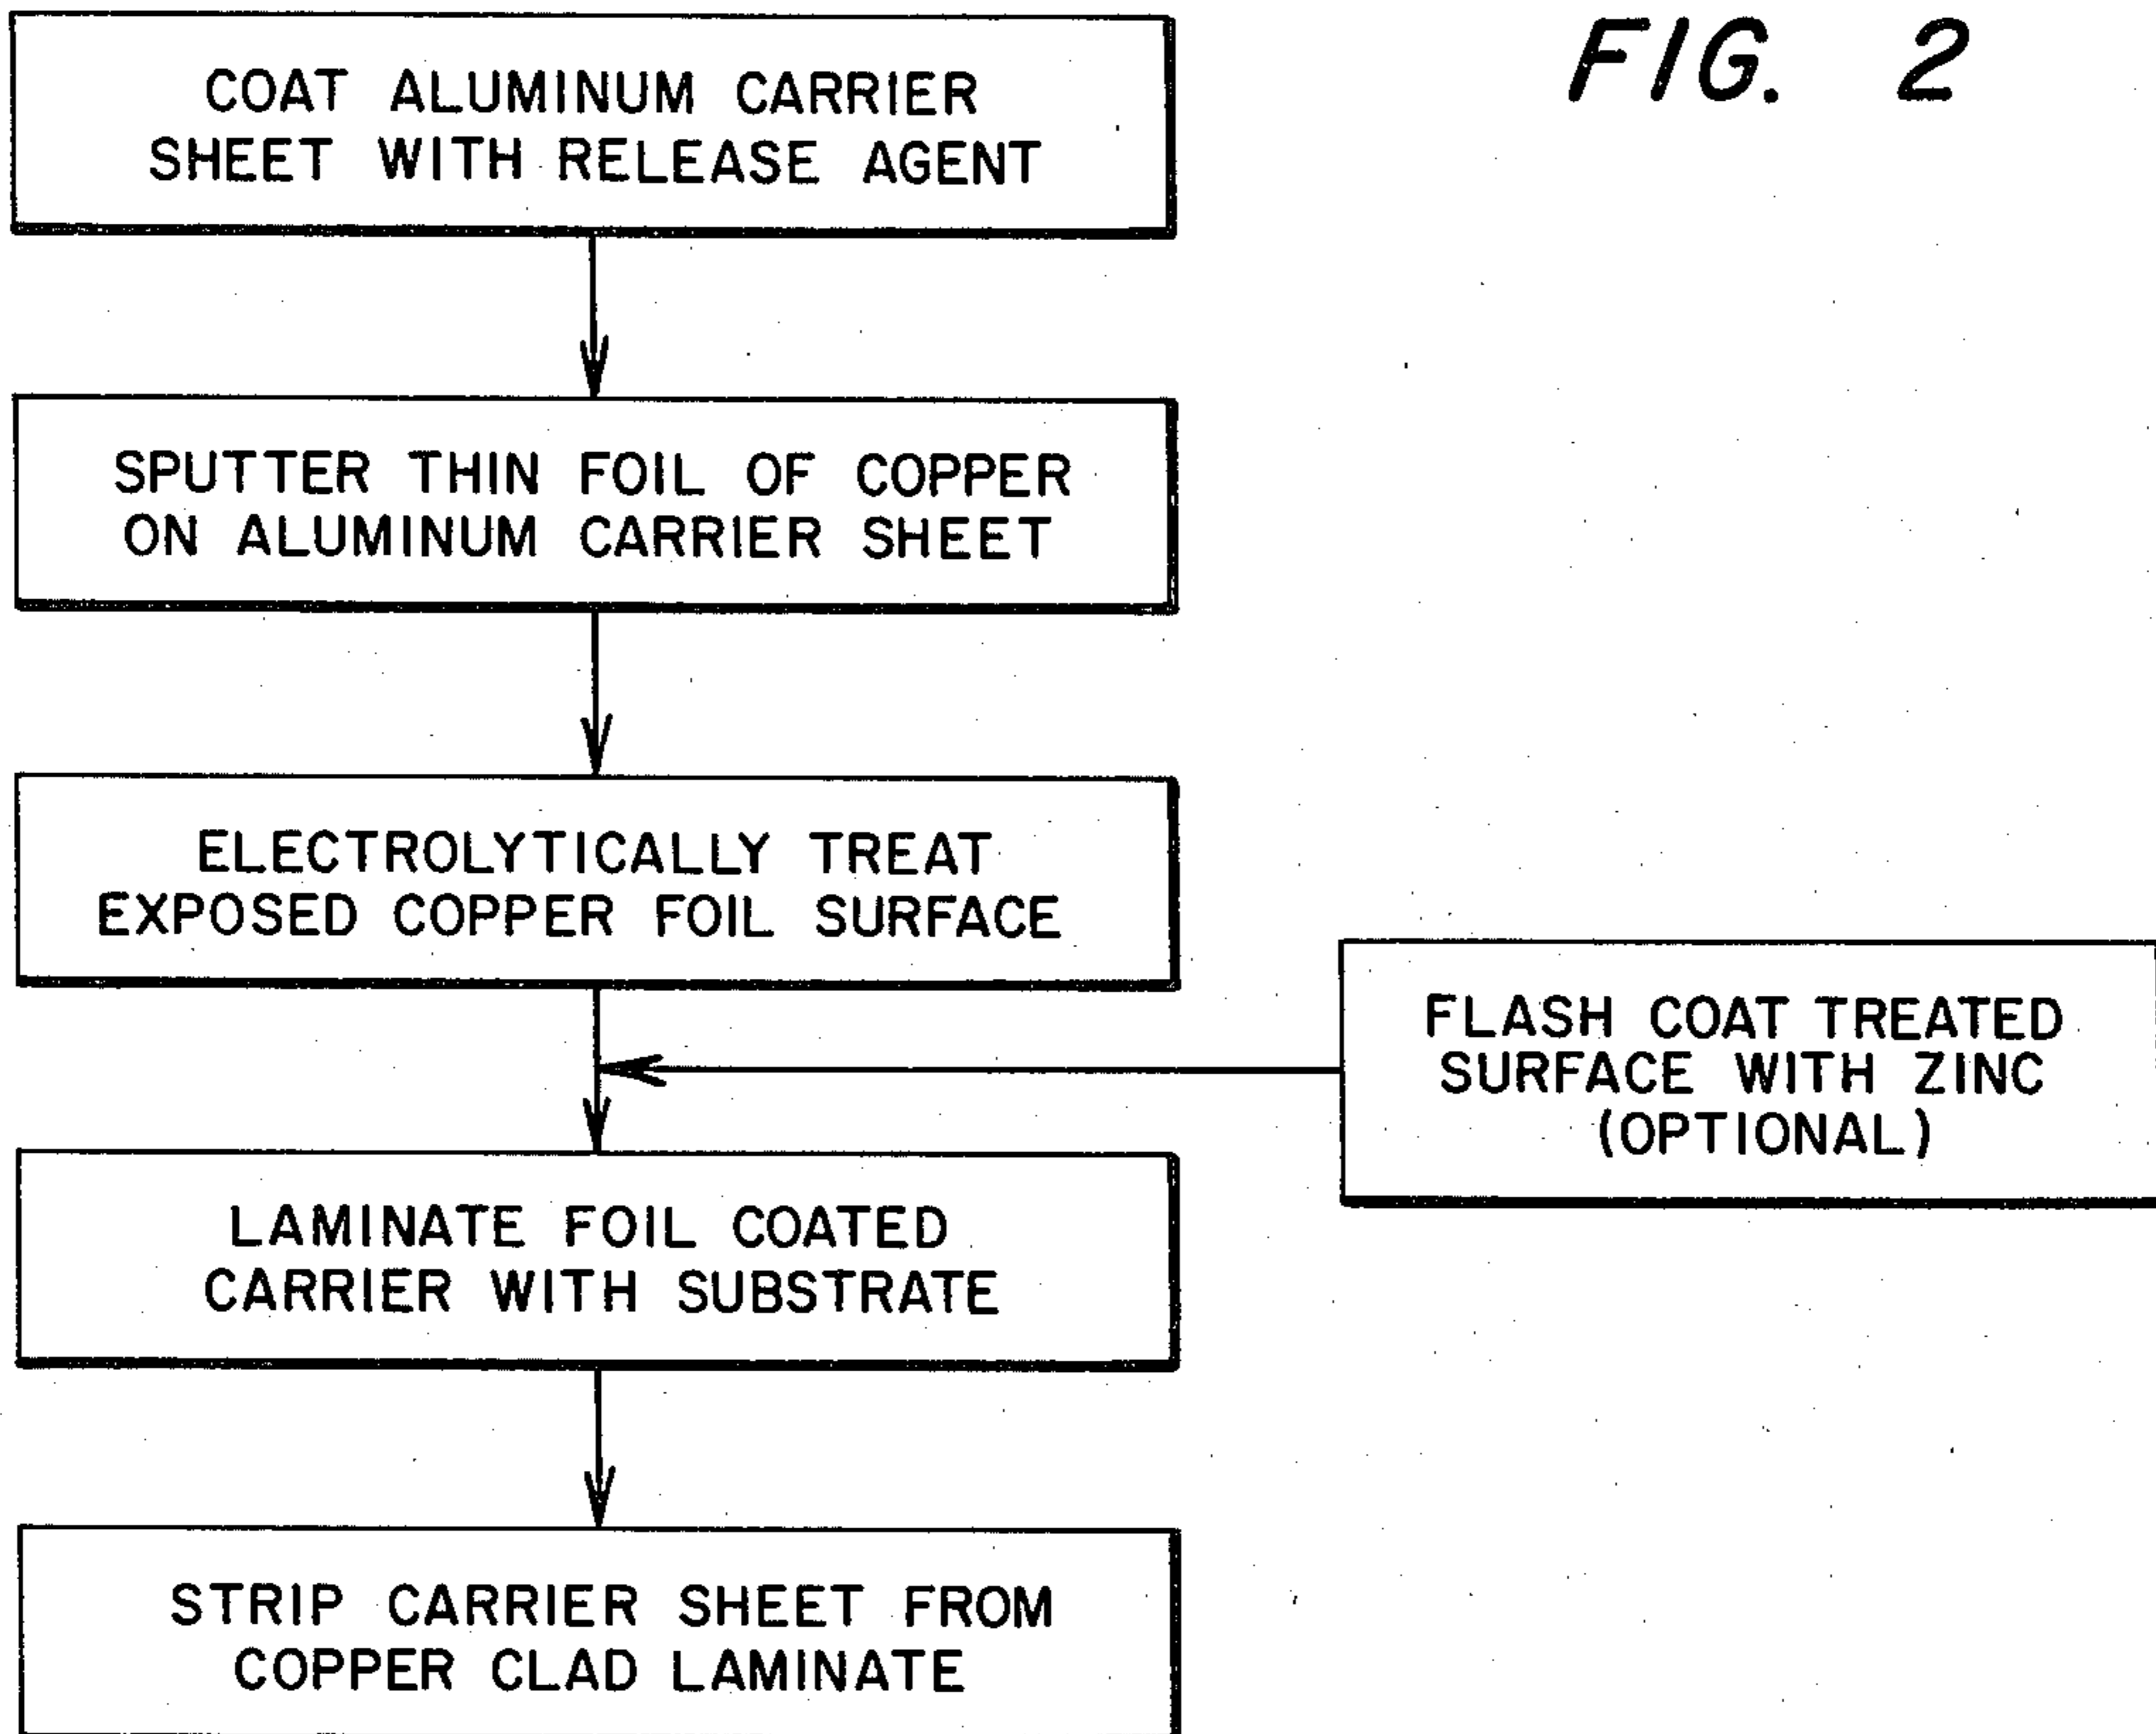 FIG. 2
COAT ALUMINUM CARRIER
SHEET WITH RELEASE AGENT
SPUTTER THIN FOIL OF COPPER
ON ALUMINUM CARRIER SHEET
ELECTROLYTICALLY TREAT
EXPOSED COPPER FOIL SURFACE
FLASH COAT TREATED
SURFACE WITH ZINC
(OPTIONAL)
LAMINATE FOIL COATED
CARRIER WITH SUBSTRATE
STRIP CARRIER SHEET FROM
COPPER CLAD LAMINATE